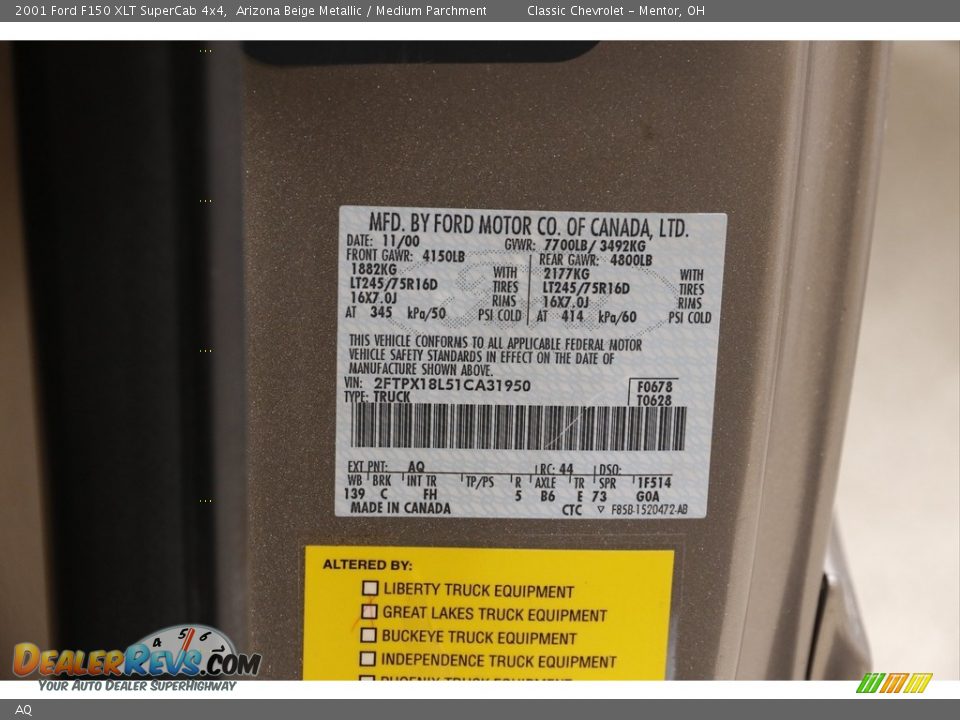 2001 Ford F150 XLT SuperCab 4x4, Arizona Beige Metallic / Medium Parchment Classic Chevrolet - Mentor, OH
MFD. BY FORD MOTOR CO. OF CANADA, LTD.
DATE: 11/00 GVWR: 7700LB/ 3492KG
FRONT GAWR: 4150LB REAR GAWR: 4800LB
1882KG WITH 2177KG WITH
LT245/75R16D TIRES LT245/75R16D TIRES
16X7.0J RIMS 16X7.0J RIMS
AT 345 kPa/50 PSI COLD AT 414 kPa/60 PSI COLD
THIS VEHICLE CONFORMS TO ALL APPLICABLE FEDERAL MOTOR
VEHICLE SAFETY STANDARDS IN EFFECT ON THE DATE OF
MANUFACTURE SHOWN ABOVE.
VIN: 2FTPX18L51CA31950 F0678
TYPE: TRUCK T0628
EXT PNT: AQ RC: 44 DSO:
WB BRK INT TR TP/PS R AXLE TR SPR 1F514
139 C FH 5 B6 E 73 G0A
MADE IN CANADA CTC ▽ F85B-1520472-AB
ALTERED BY:
LIBERTY TRUCK EQUIPMENT
GREAT LAKES TRUCK EQUIPMENT
BUCKEYE TRUCK EQUIPMENT
INDEPENDENCE TRUCK EQUIPMENT
PHOENIX TRUCK EQUIPMENT
4 5 6
DEALERREVS.COM
YOUR AUTO DEALER SUPERHIGHWAY
AQ